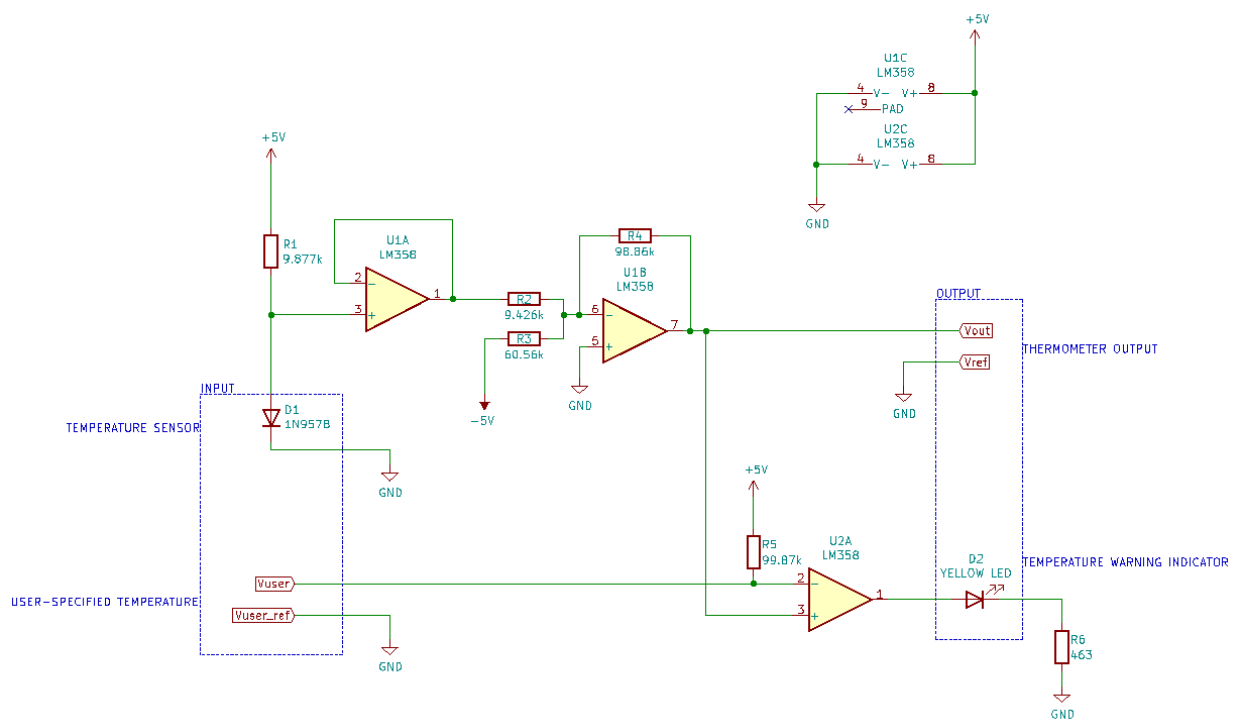 +5V
U1C
LM358
4 V- V+ 8
9 PAD
U2C
LM358
4 V- V+ 8
GND
+5V
R1
9.877k
U1A
LM358
2 -
3 +
1
R2
9.426k
R3
60.56k
-5V
R4
98.86k
U1B
LM358
6 -
5 +
7
GND
OUTPUT
Vout
THERMOMETER OUTPUT
Vref
GND
INPUT
D1
1N957B
TEMPERATURE SENSOR
GND
+5V
R5
99.87k
U2A
LM358
2 -
3 +
1
D2
YELLOW LED
TEMPERATURE WARNING INDICATOR
Vuser
USER-SPECIFIED TEMPERATURE
Vuser_ref
GND
R6
463
GND